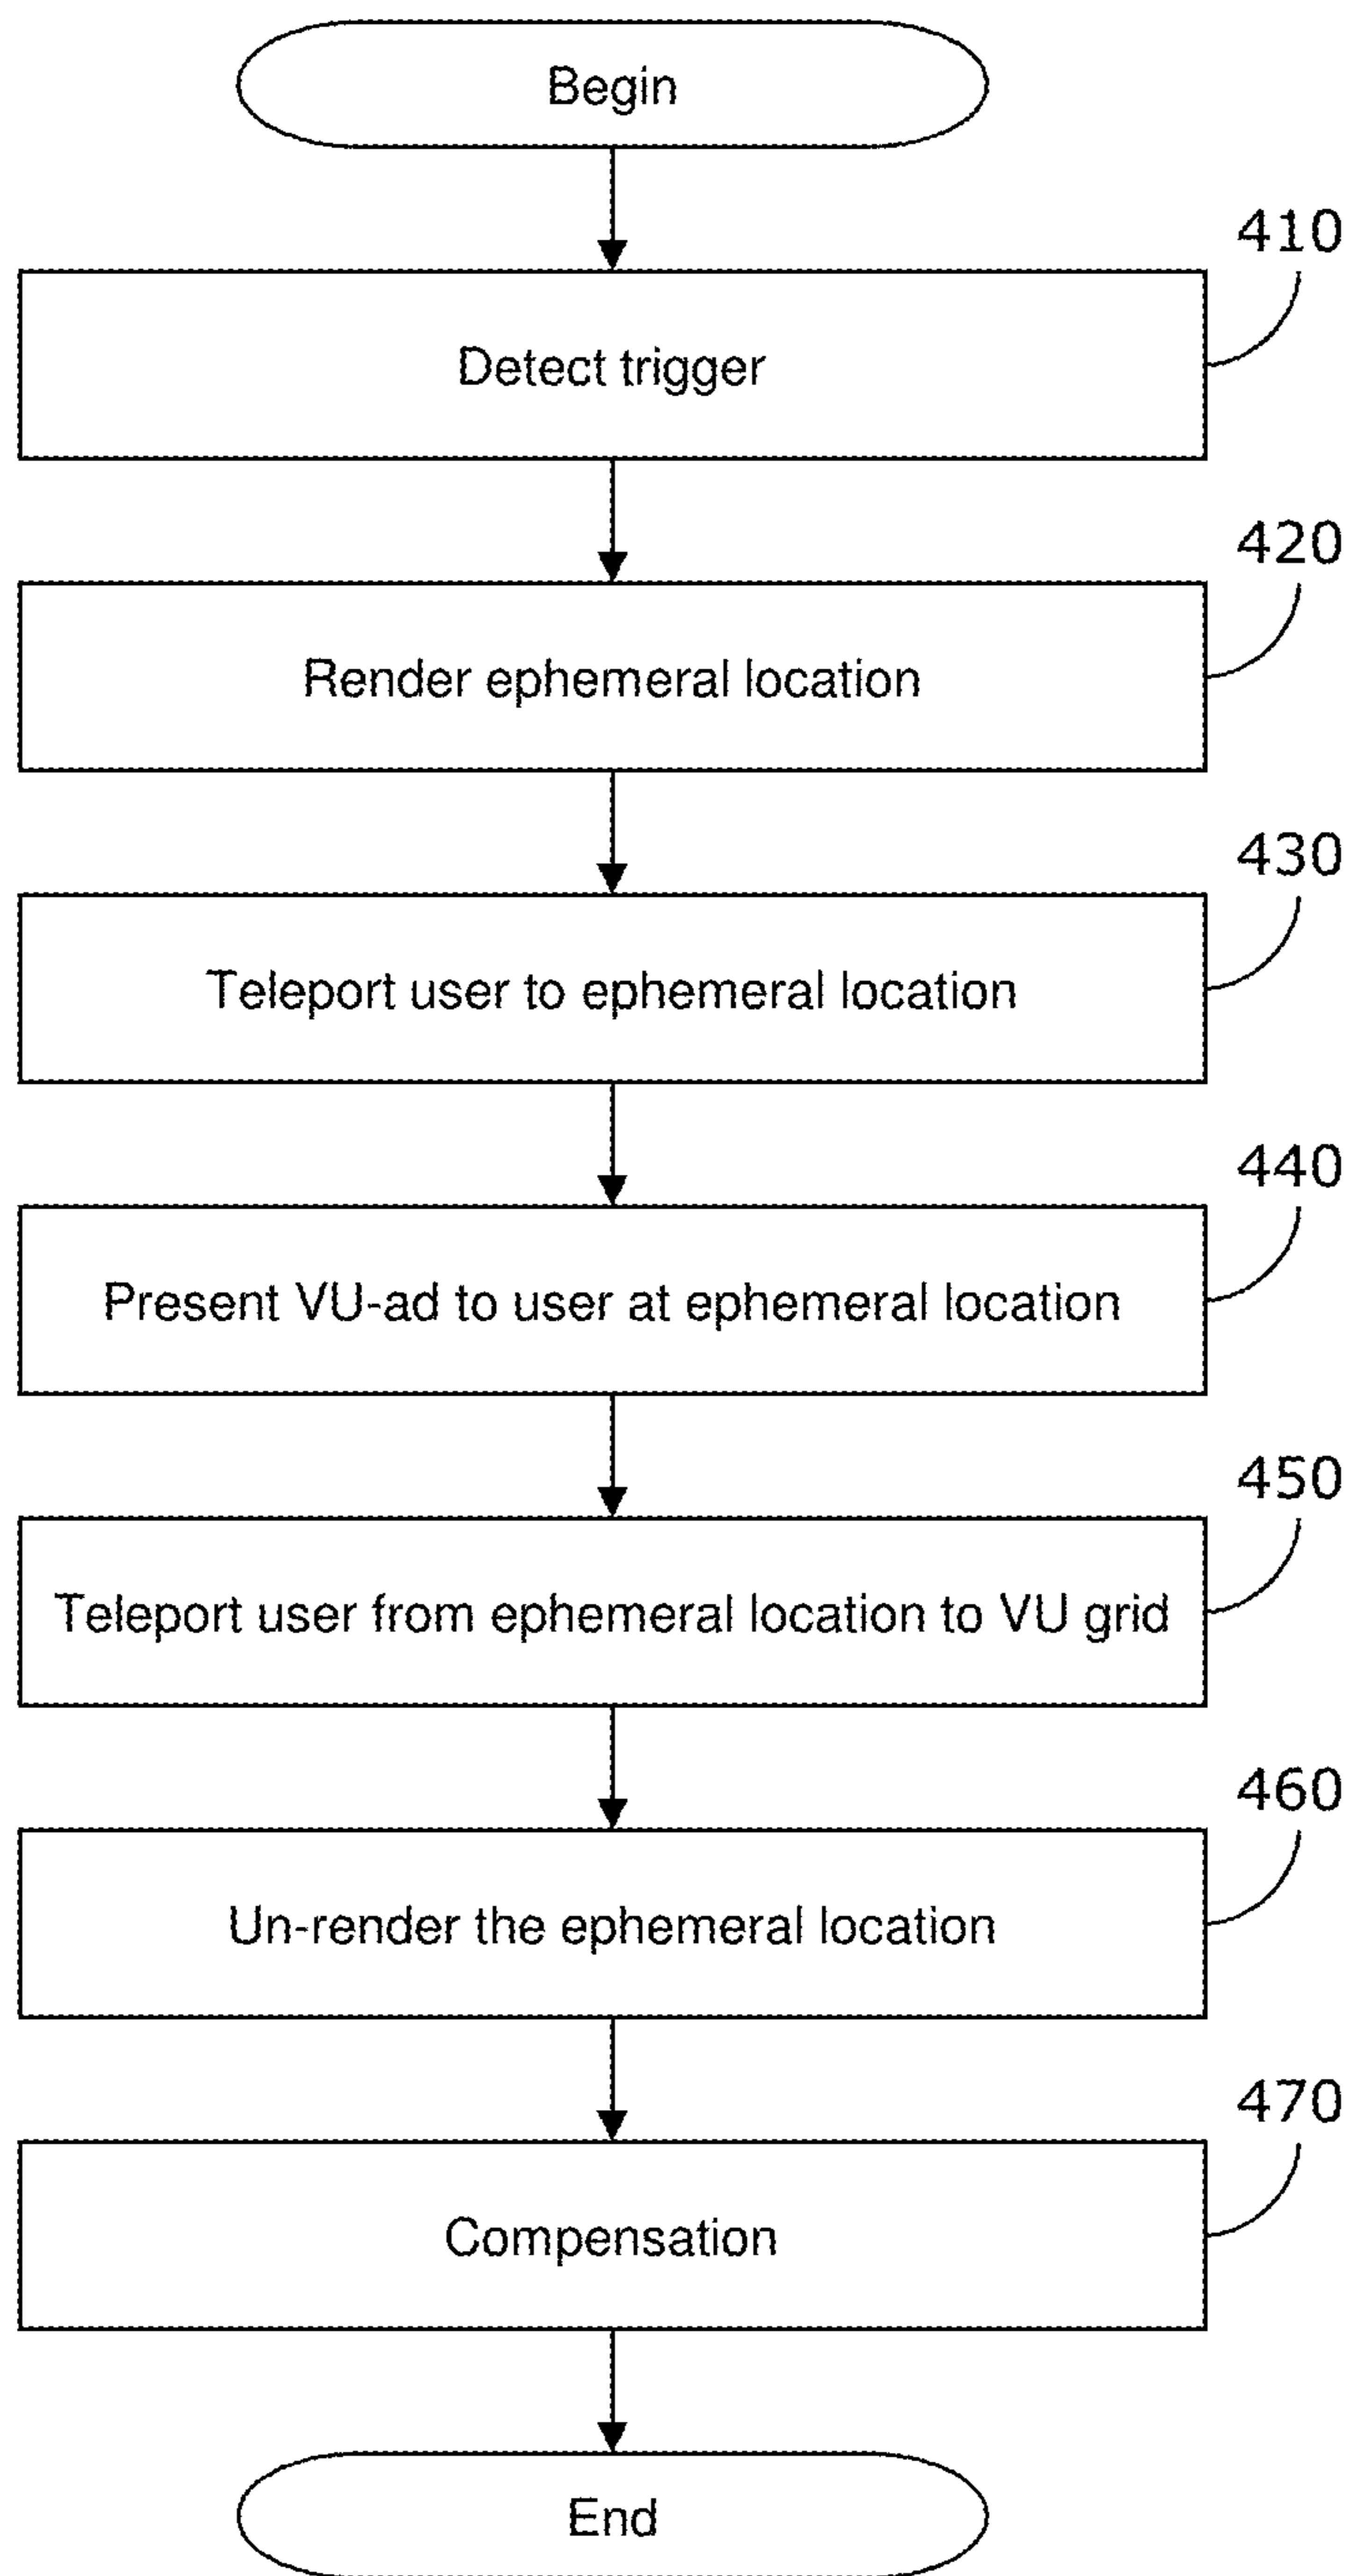 Begin
410
Detect trigger
420
Render ephemeral location
430
Teleport user to ephemeral location
440
Present VU-ad to user at ephemeral location
450
Teleport user from ephemeral location to VU grid
460
Un-render the ephemeral location
470
Compensation
End